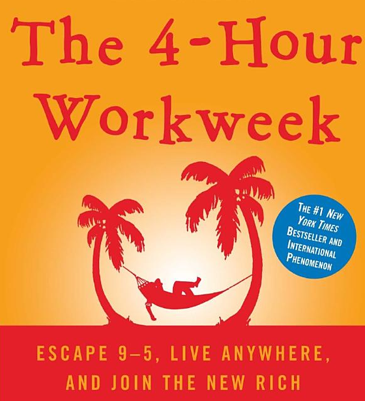 The 4-Hour
Workweek
THE #1 NEW
YORK TIMES
BESTSELLER AND
INTERNATIONAL
PHENOMENON
ESCAPE 9–5, LIVE ANYWHERE,
AND JOIN THE NEW RICH